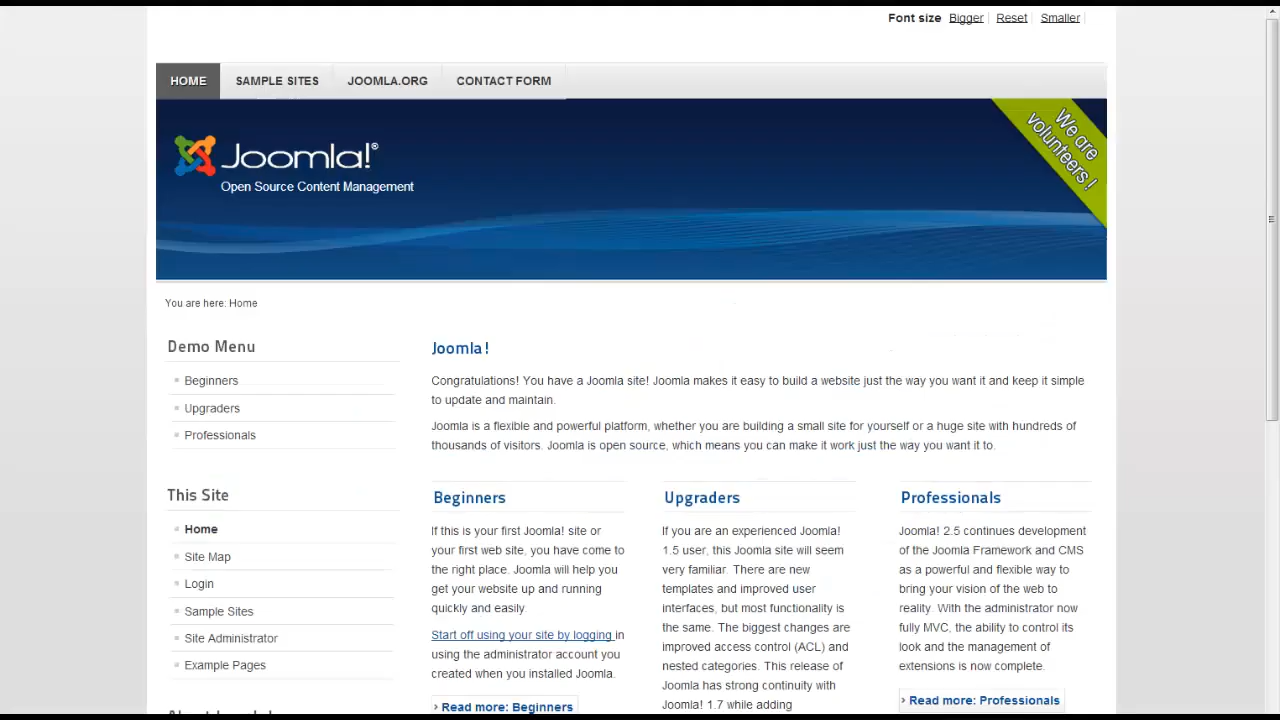 Font size Bigger Reset Smaller
HOME SAMPLE SITES JOOMLA.ORG CONTACT FORM
We are
volunteers!
Joomla!®
Open Source Content Management
You are here: Home
Demo Menu
Beginners
Upgraders
Professionals
This Site
Home
Site Map
Login
Sample Sites
Site Administrator
Example Pages
Joomla!
Congratulations! You have a Joomla site! Joomla makes it easy to build a website just the way you want it and keep it simple
to update and maintain.
Joomla is a flexible and powerful platform, whether you are building a small site for yourself or a huge site with hundreds of
thousands of visitors. Joomla is open source, which means you can make it work just the way you want it to.
Beginners
If this is your first Joomla! site or
your first web site, you have come to
the right place. Joomla will help you
get your website up and running
quickly and easily.
Start off using your site by logging in
using the administrator account you
created when you installed Joomla.
Read more: Beginners
Upgraders
If you are an experienced Joomla!
1.5 user, this Joomla site will seem
very familiar. There are new
templates and improved user
interfaces, but most functionality is
the same. The biggest changes are
improved access control (ACL) and
nested categories. This release of
Joomla has strong continuity with
Joomla! 1.7 while adding
Professionals
Joomla! 2.5 continues development
of the Joomla Framework and CMS
as a powerful and flexible way to
bring your vision of the web to
reality. With the administrator now
fully MVC, the ability to control its
look and the management of
extensions is now complete.
Read more: Professionals